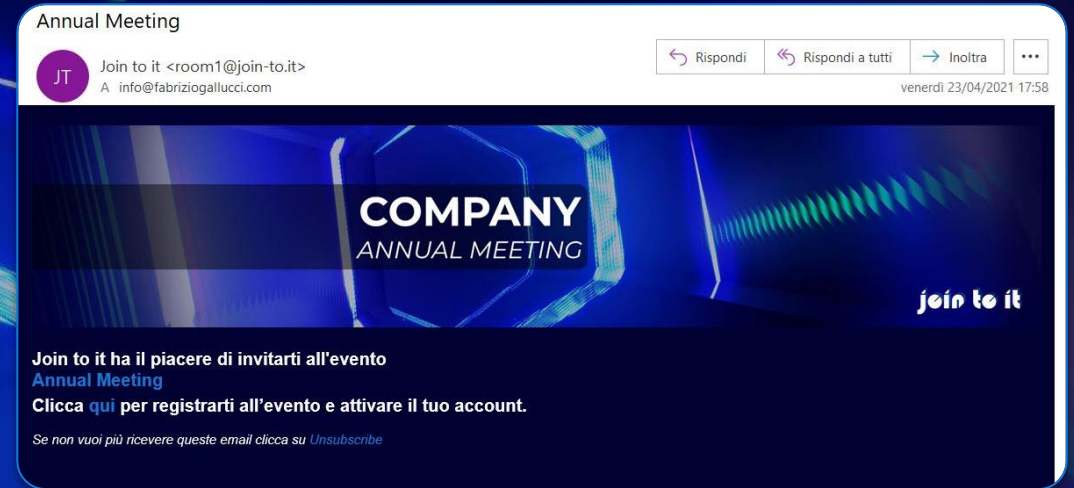 Annual Meeting
JT
Join to it <room1@join-to.it>
A info@fabriziogallucci.com
Rispondi
Rispondi a tutti
Inoltra
venerdì 23/04/2021 17:58
COMPANY
ANNUAL MEETING
join to it
Join to it ha il piacere di invitarti all'evento
Annual Meeting
Clicca qui per registrarti all’evento e attivare il tuo account.
Se non vuoi più ricevere queste email clicca su Unsubscribe